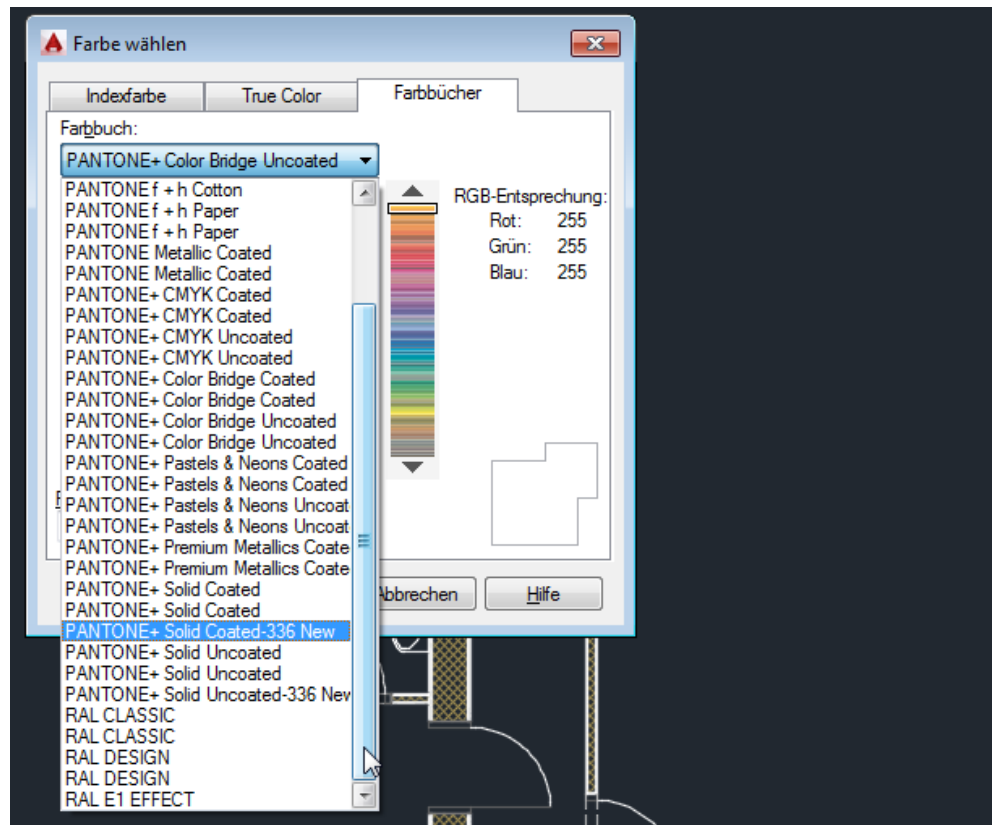 Farbe wählen
Indexfarbe True Color Farbbücher
Farbbuch:
PANTONE+ Color Bridge Uncoated
PANTONE f + h Cotton
PANTONE f + h Paper
PANTONE f + h Paper
PANTONE Metallic Coated
PANTONE Metallic Coated
PANTONE+ CMYK Coated
PANTONE+ CMYK Coated
PANTONE+ CMYK Uncoated
PANTONE+ CMYK Uncoated
PANTONE+ Color Bridge Coated
PANTONE+ Color Bridge Coated
PANTONE+ Color Bridge Uncoated
PANTONE+ Color Bridge Uncoated
PANTONE+ Pastels & Neons Coated
PANTONE+ Pastels & Neons Coated
PANTONE+ Pastels & Neons Uncoat
PANTONE+ Pastels & Neons Uncoat
PANTONE+ Premium Metallics Coate
PANTONE+ Premium Metallics Coate
PANTONE+ Solid Coated
PANTONE+ Solid Coated
PANTONE+ Solid Coated-336 New
PANTONE+ Solid Uncoated
PANTONE+ Solid Uncoated
PANTONE+ Solid Uncoated-336 New
RAL CLASSIC
RAL CLASSIC
RAL DESIGN
RAL DESIGN
RAL E1 EFFECT
RGB-Entsprechung:
Rot: 255
Grün: 255
Blau: 255
Abbrechen Hilfe